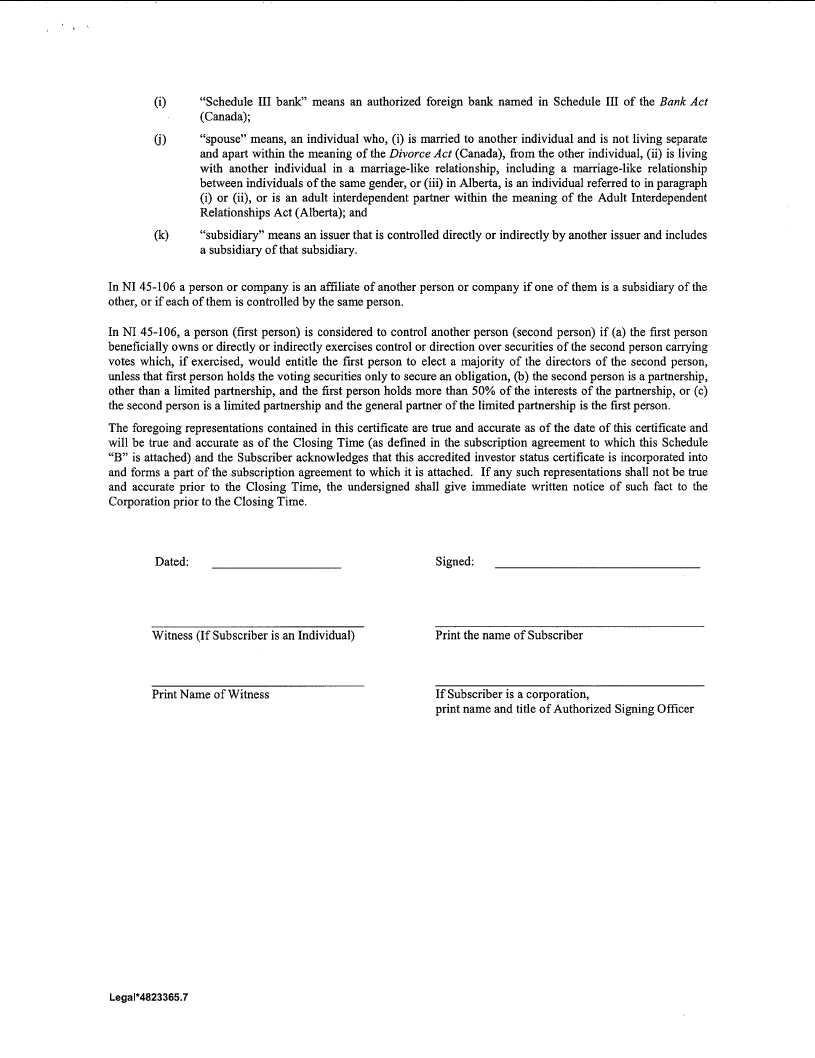 (i) “Schedule III bank” means an authorized foreign bank named in Schedule III of the Bank Act
(Canada);
(j) “spouse” means, an individual who, (i) is married to another individual and is not living separate
and apart within the meaning of the Divorce Act (Canada), from the other individual, (ii) is living
with another individual in a marriage-like relationship, including a marriage-like relationship
between individuals of the same gender, or (iii) in Alberta, is an individual referred to in paragraph
(i) or (ii), or is an adult interdependent partner within the meaning of the Adult Interdependent
Relationships Act (Alberta); and
(k) “subsidiary” means an issuer that is controlled directly or indirectly by another issuer and includes
a subsidiary of that subsidiary.
In NI 45-106 a person or company is an affiliate of another person or company if one of them is a subsidiary of the
other, or if each of them is controlled by the same person.
In NI 45-106, a person (first person) is considered to control another person (second person) if (a) the first person
beneficially owns or directly or indirectly exercises control or direction over securities of the second person carrying
votes which, if exercised, would entitle the first person to elect a majority of the directors of the second person,
unless that first person holds the voting securities only to secure an obligation, (b) the second person is a partnership,
other than a limited partnership, and the first person holds more than 50% of the interests of the partnership, or (c)
the second person is a limited partnership and the general partner of the limited partnership is the first person.
The foregoing representations contained in this certificate are true and accurate as of the date of this certificate and
will be true and accurate as of the Closing Time (as defined in the subscription agreement to which this Schedule
“B” is attached) and the Subscriber acknowledges that this accredited investor status certificate is incorporated into
and forms a part of the subscription agreement to which it is attached. If any such representations shall not be true
and accurate prior to the Closing Time, the undersigned shall give immediate written notice of such fact to the
Corporation prior to the Closing Time.
Dated: Signed:
Witness (If Subscriber is an Individual) Print the name of Subscriber
Print Name of Witness If Subscriber is a corporation,
print name and title of Authorized Signing Officer
Legal*4823365.7